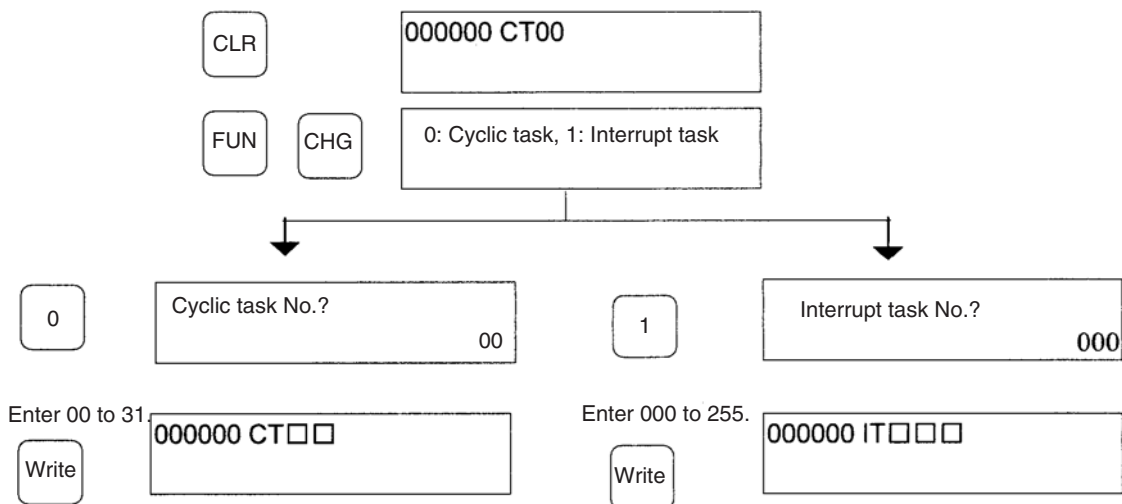 CLR
000000 CT00
FUN
CHG
0: Cyclic task, 1: Interrupt task
0
Cyclic task No.?
00
1
Interrupt task No.?
000
Enter 00 to 31.
Write
000000 CT□□
Enter 000 to 255.
Write
000000 IT□□□